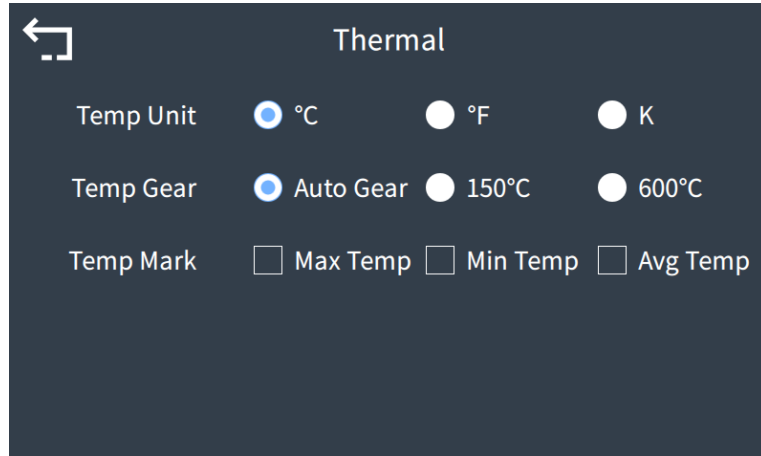 Thermal
Temp Unit °C °F K
Temp Gear Auto Gear 150°C 600°C
Temp Mark Max Temp Min Temp Avg Temp